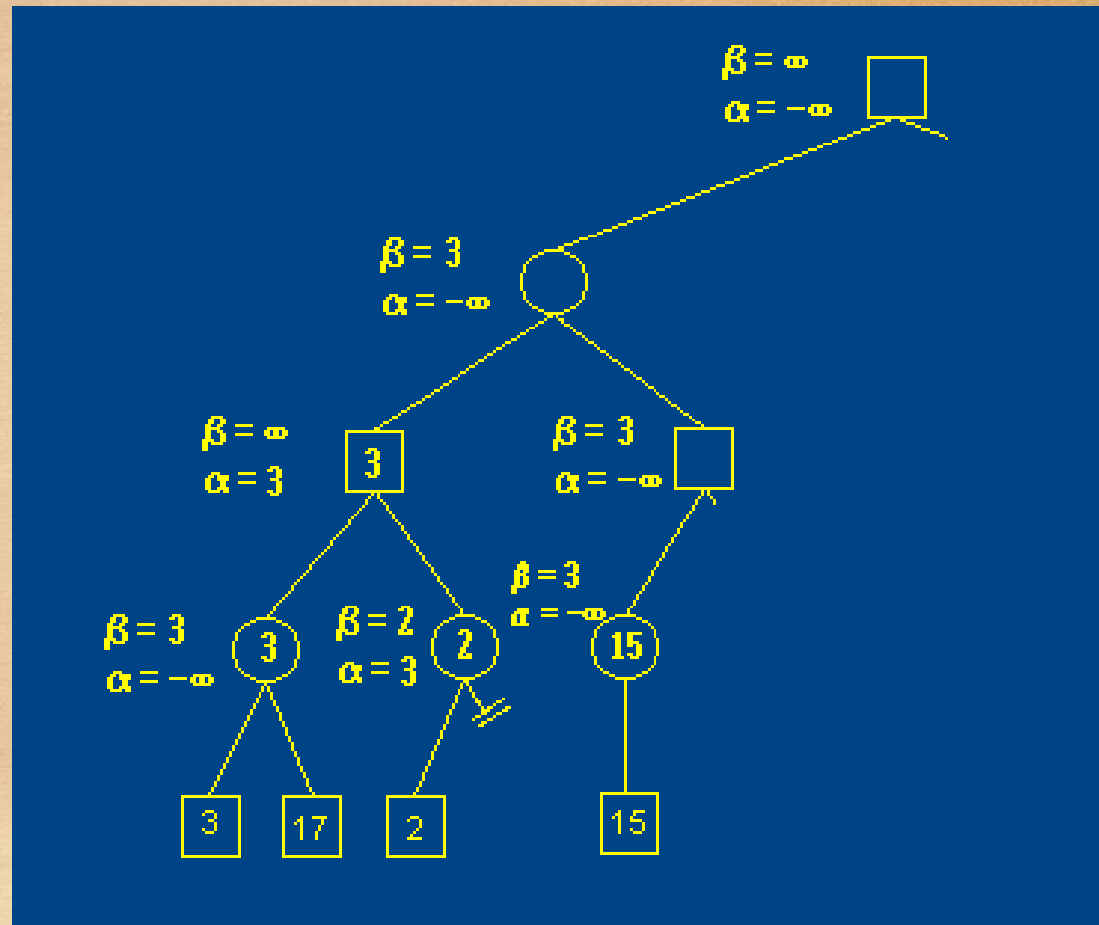 β = ∞
α = −∞
β = 3
α = −∞
β = ∞
α = 3
3
β = 3
α = −∞
β = 3
α = −∞
3
β = 2
α = 3
2
β = 3
α = −∞
15
3
17
2
15